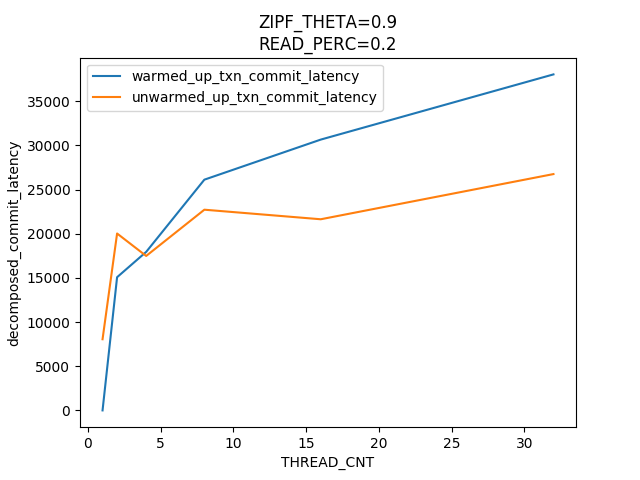 ZIPF_THETA=0.9
READ_PERC=0.2
warmed_up_txn_commit_latency
unwarmed_up_txn_commit_latency
decomposed_commit_latency
35000
30000
25000
20000
15000
10000
5000
0
0 5 10 15 20 25 30
THREAD_CNT